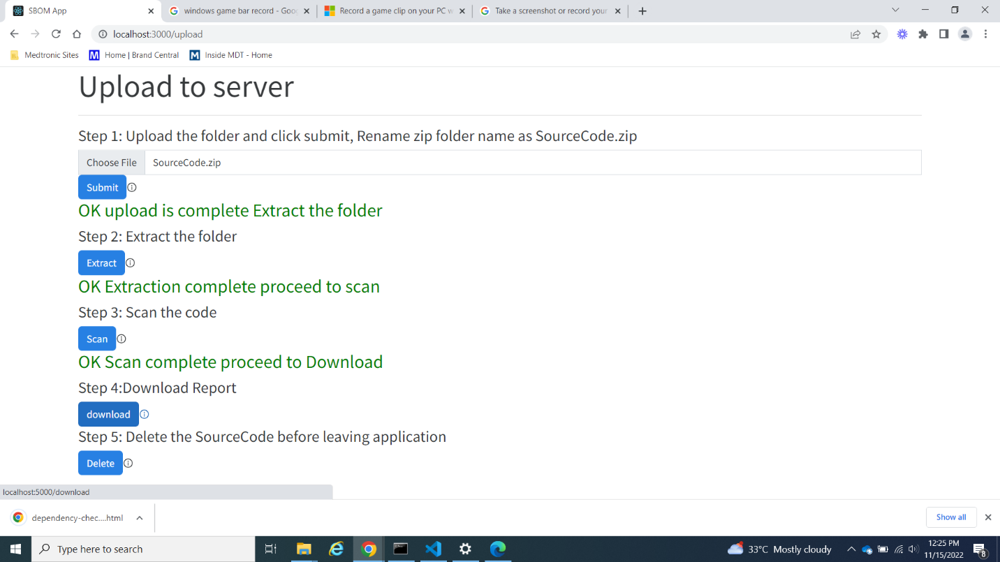 SBOM App
windows game bar record - Goo
Record a game clip on your PC w
Take a screenshot or record your
localhost:3000/upload
Medtronic Sites
Home | Brand Central
Inside MDT - Home
Upload to server
Step 1: Upload the folder and click submit, Rename zip folder name as SourceCode.zip
Choose File SourceCode.zip
Submit
OK upload is complete Extract the folder
Step 2: Extract the folder
Extract
OK Extraction complete proceed to scan
Step 3: Scan the code
Scan
OK Scan complete proceed to Download
Step 4:Download Report
download
Step 5: Delete the SourceCode before leaving application
Delete
localhost:5000/download
dependency-chec....html
Show all
Type here to search
33°C Mostly cloudy
12:25 PM
11/15/2022
8